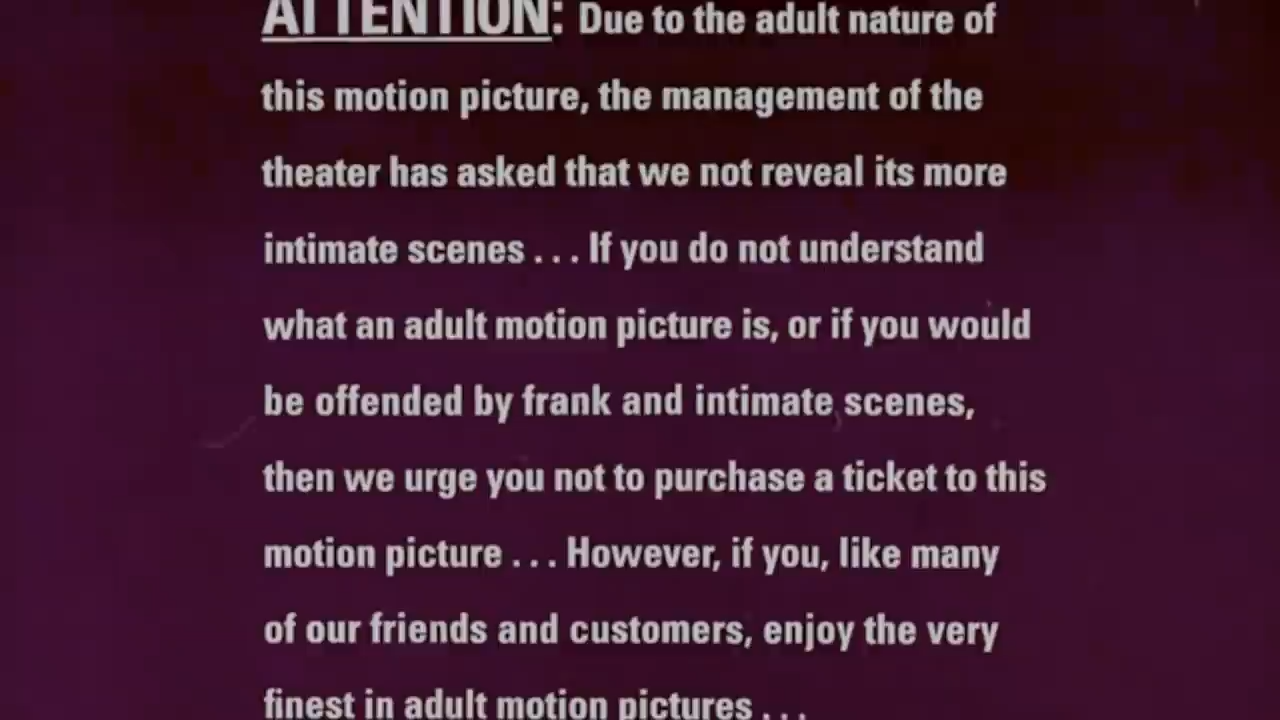 ATTENTION: Due to the adult nature of
this motion picture, the management of the
theater has asked that we not reveal its more
intimate scenes . . . If you do not understand
what an adult motion picture is, or if you would
be offended by frank and intimate scenes,
then we urge you not to purchase a ticket to this
motion picture . . . However, if you, like many
of our friends and customers, enjoy the very
finest in adult motion pictures . . .